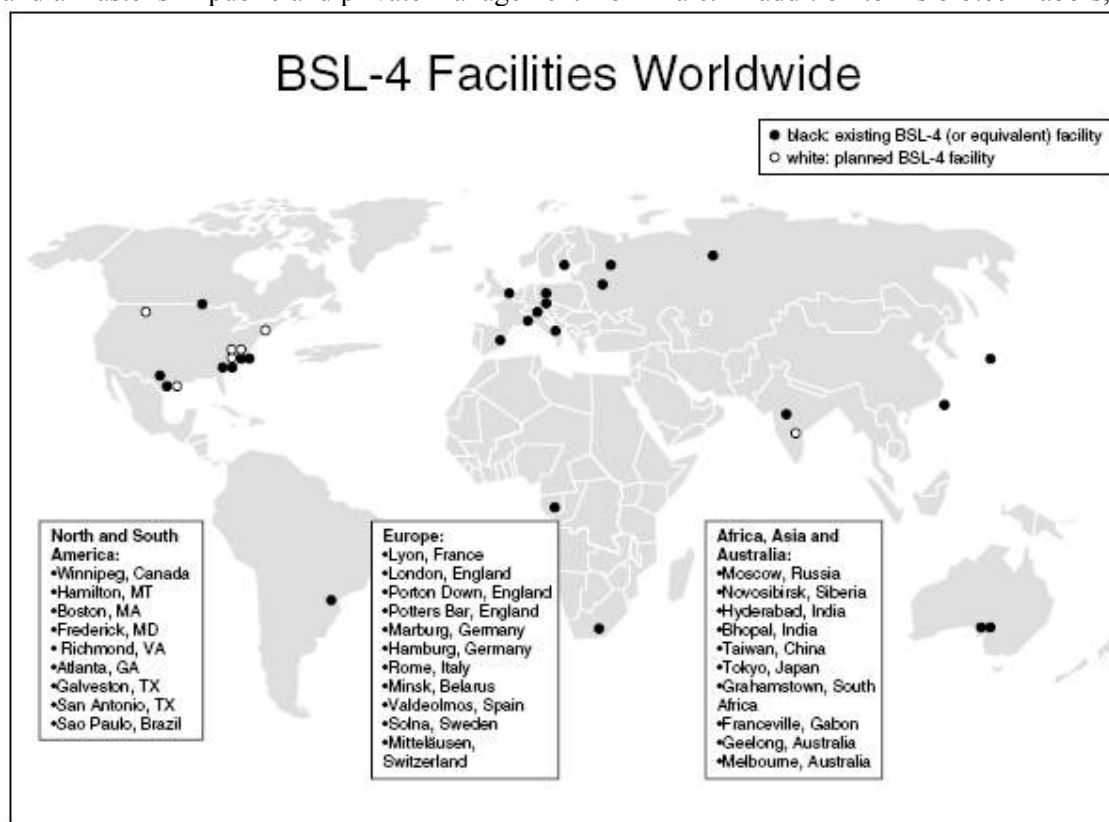 BSL-4 Facilities Worldwide
● black: existing BSL-4 (or equivalent) facility
○ white: planned BSL-4 facility
North and South
America:
•Winnipeg, Canada
•Hamilton, MT
•Boston, MA
•Frederick, MD
• Richmond, VA
•Atlanta, GA
•Galveston, TX
•San Antonio, TX
•Sao Paulo, Brazil
Europe:
•Lyon, France
•London, England
•Porton Down, England
•Potters Bar, England
•Marburg, Germany
•Hamburg, Germany
•Rome, Italy
•Minsk, Belarus
•Valdeolmos, Spain
•Solna, Sweden
•Mitteläusen,
Switzerland
Africa, Asia and
Australia:
•Moscow, Russia
•Novosibirsk, Siberia
•Hyderabad, India
•Bhopal, India
•Taiwan, China
•Tokyo, Japan
•Grahamstown, South
Africa
•Franceville, Gabon
•Geelong, Australia
•Melbourne, Australia